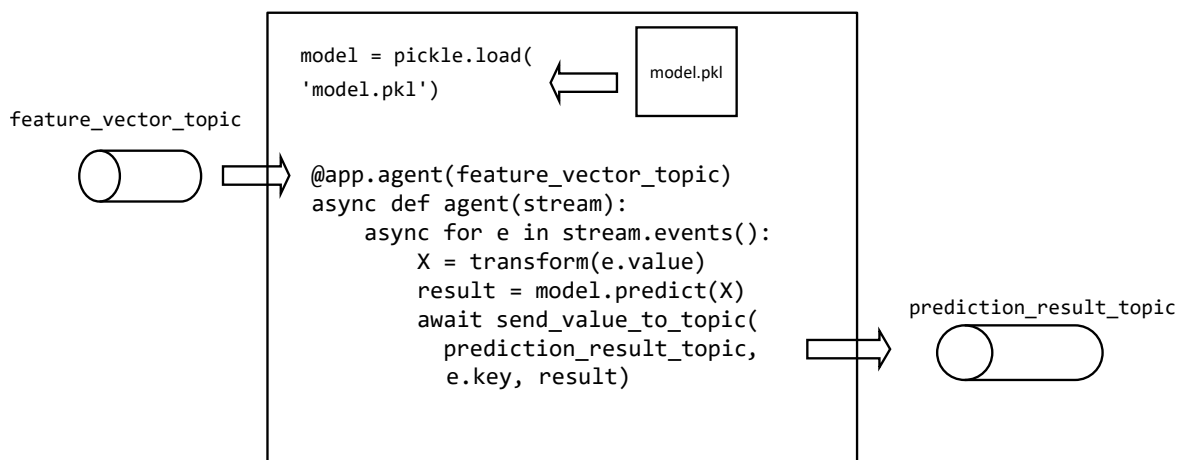 model = pickle.load(
'model.pkl')
model.pkl
feature_vector_topic
@app.agent(feature_vector_topic)
async def agent(stream):
    async for e in stream.events():
        X = transform(e.value)
        result = model.predict(X)
        await send_value_to_topic(
          prediction_result_topic,
          e.key, result)
prediction_result_topic